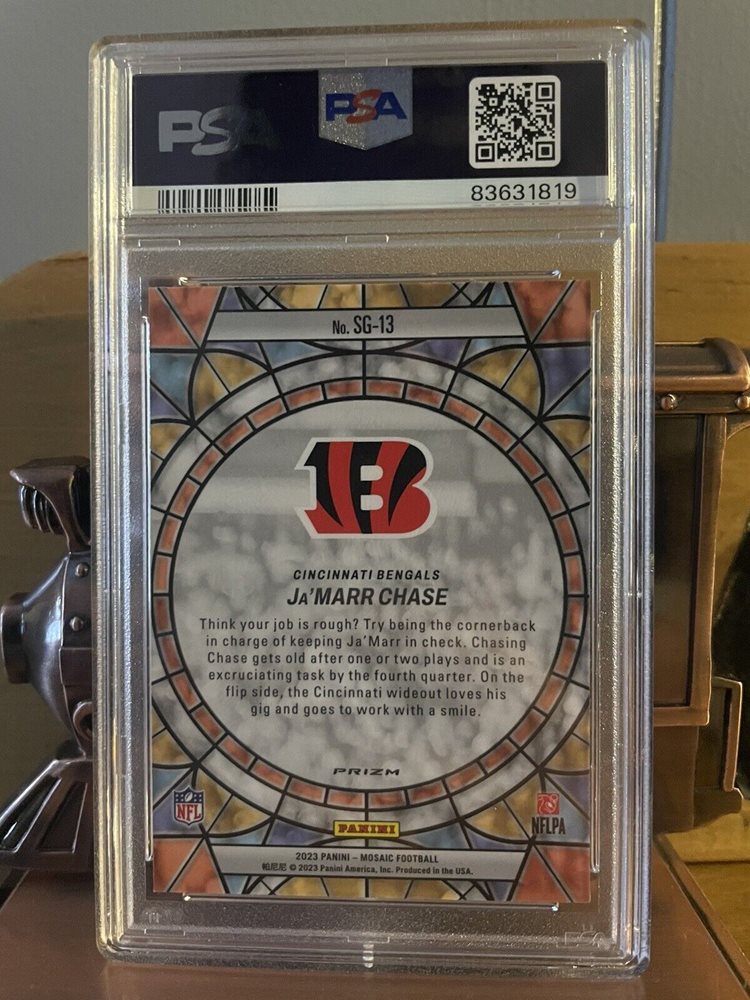 PSA
PSA
83631819
No. SG-13
B
CINCINNATI BENGALS
JA'MARR CHASE
Think your job is rough? Try being the cornerback
in charge of keeping Ja'Marr in check. Chasing
Chase gets old after one or two plays and is an
excruciating task by the fourth quarter. On the
flip side, the Cincinnati wideout loves his
gig and goes to work with a smile.
PRIZM
NFL
PANINI
NFLPA
2023 PANINI – MOSAIC FOOTBALL
帕尼尼 © 2023 Panini America, Inc. Produced in the USA.
PSA